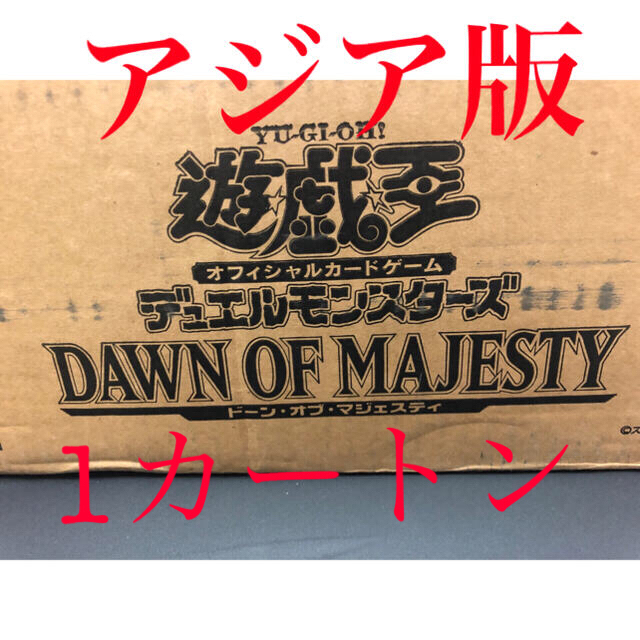 アジア版
YU-GI-OH!
遊☆戯☆王
オフィシャルカードゲーム
デュエルモンスターズ
DAWN OF MAJESTY
ドーン・オブ・マジェスティ
©ス
1カートン